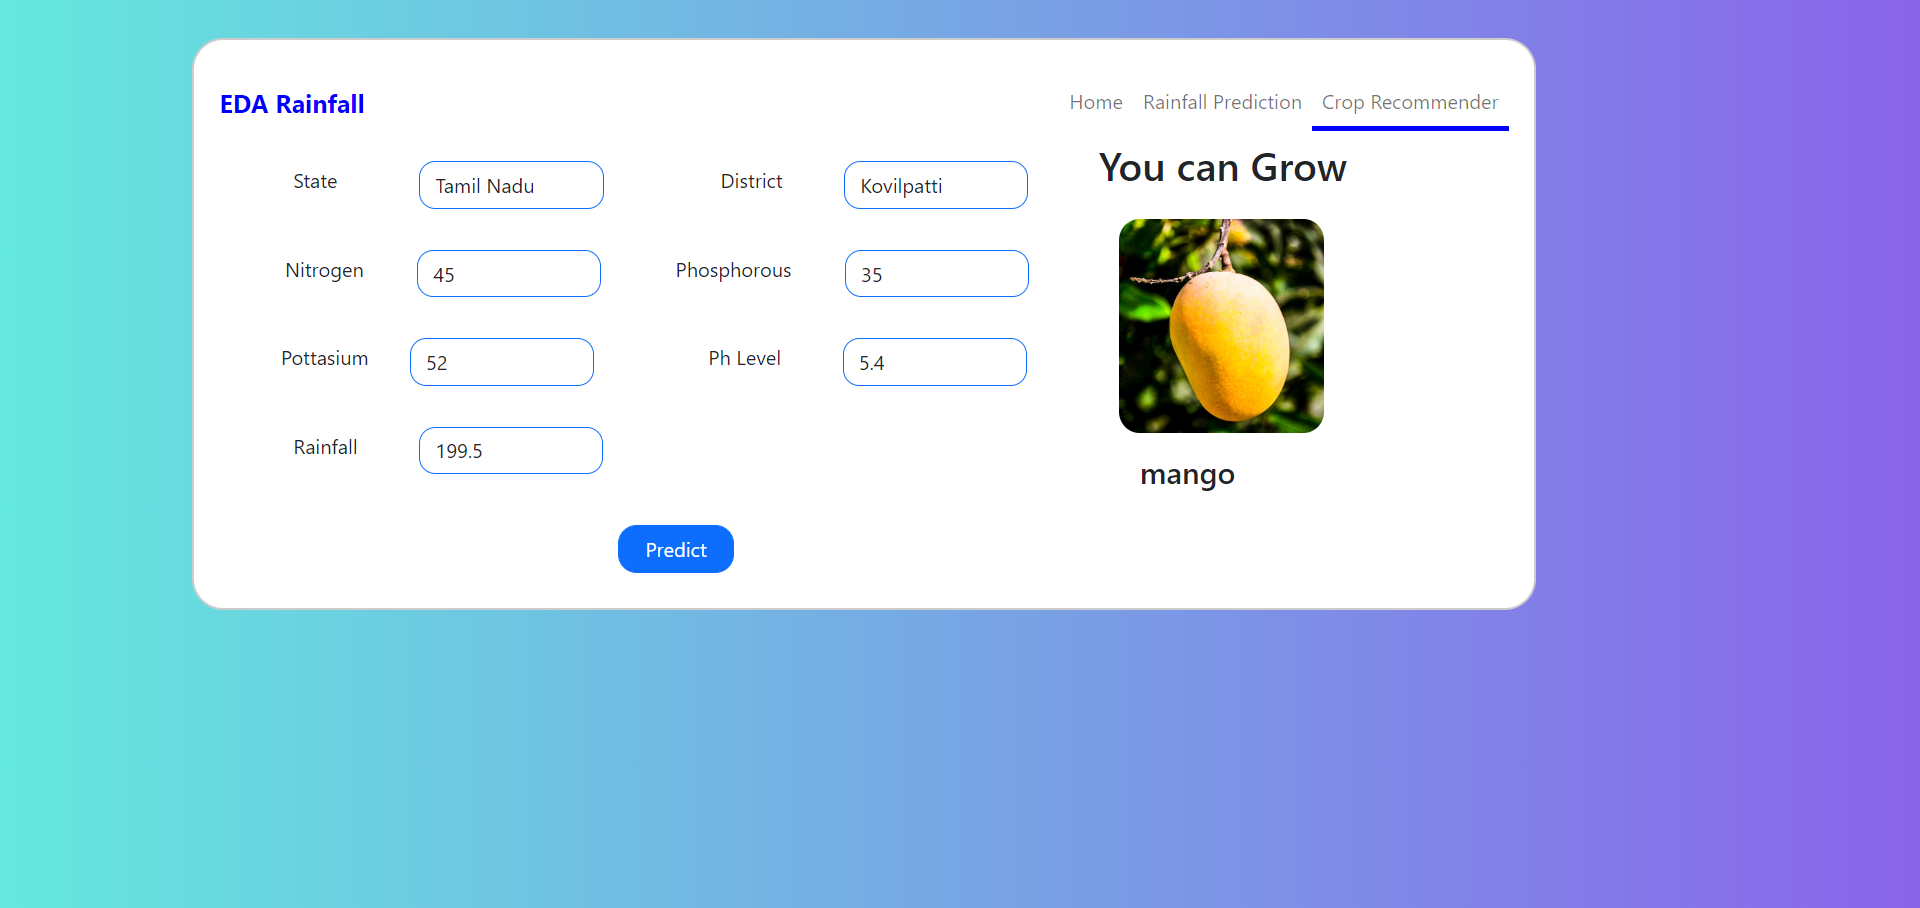 EDA Rainfall
Home Rainfall Prediction Crop Recommender
State Tamil Nadu District Kovilpatti
Nitrogen 45 Phosphorous 35
Pottasium 52 Ph Level 5.4
Rainfall 199.5
Predict
You can Grow
mango